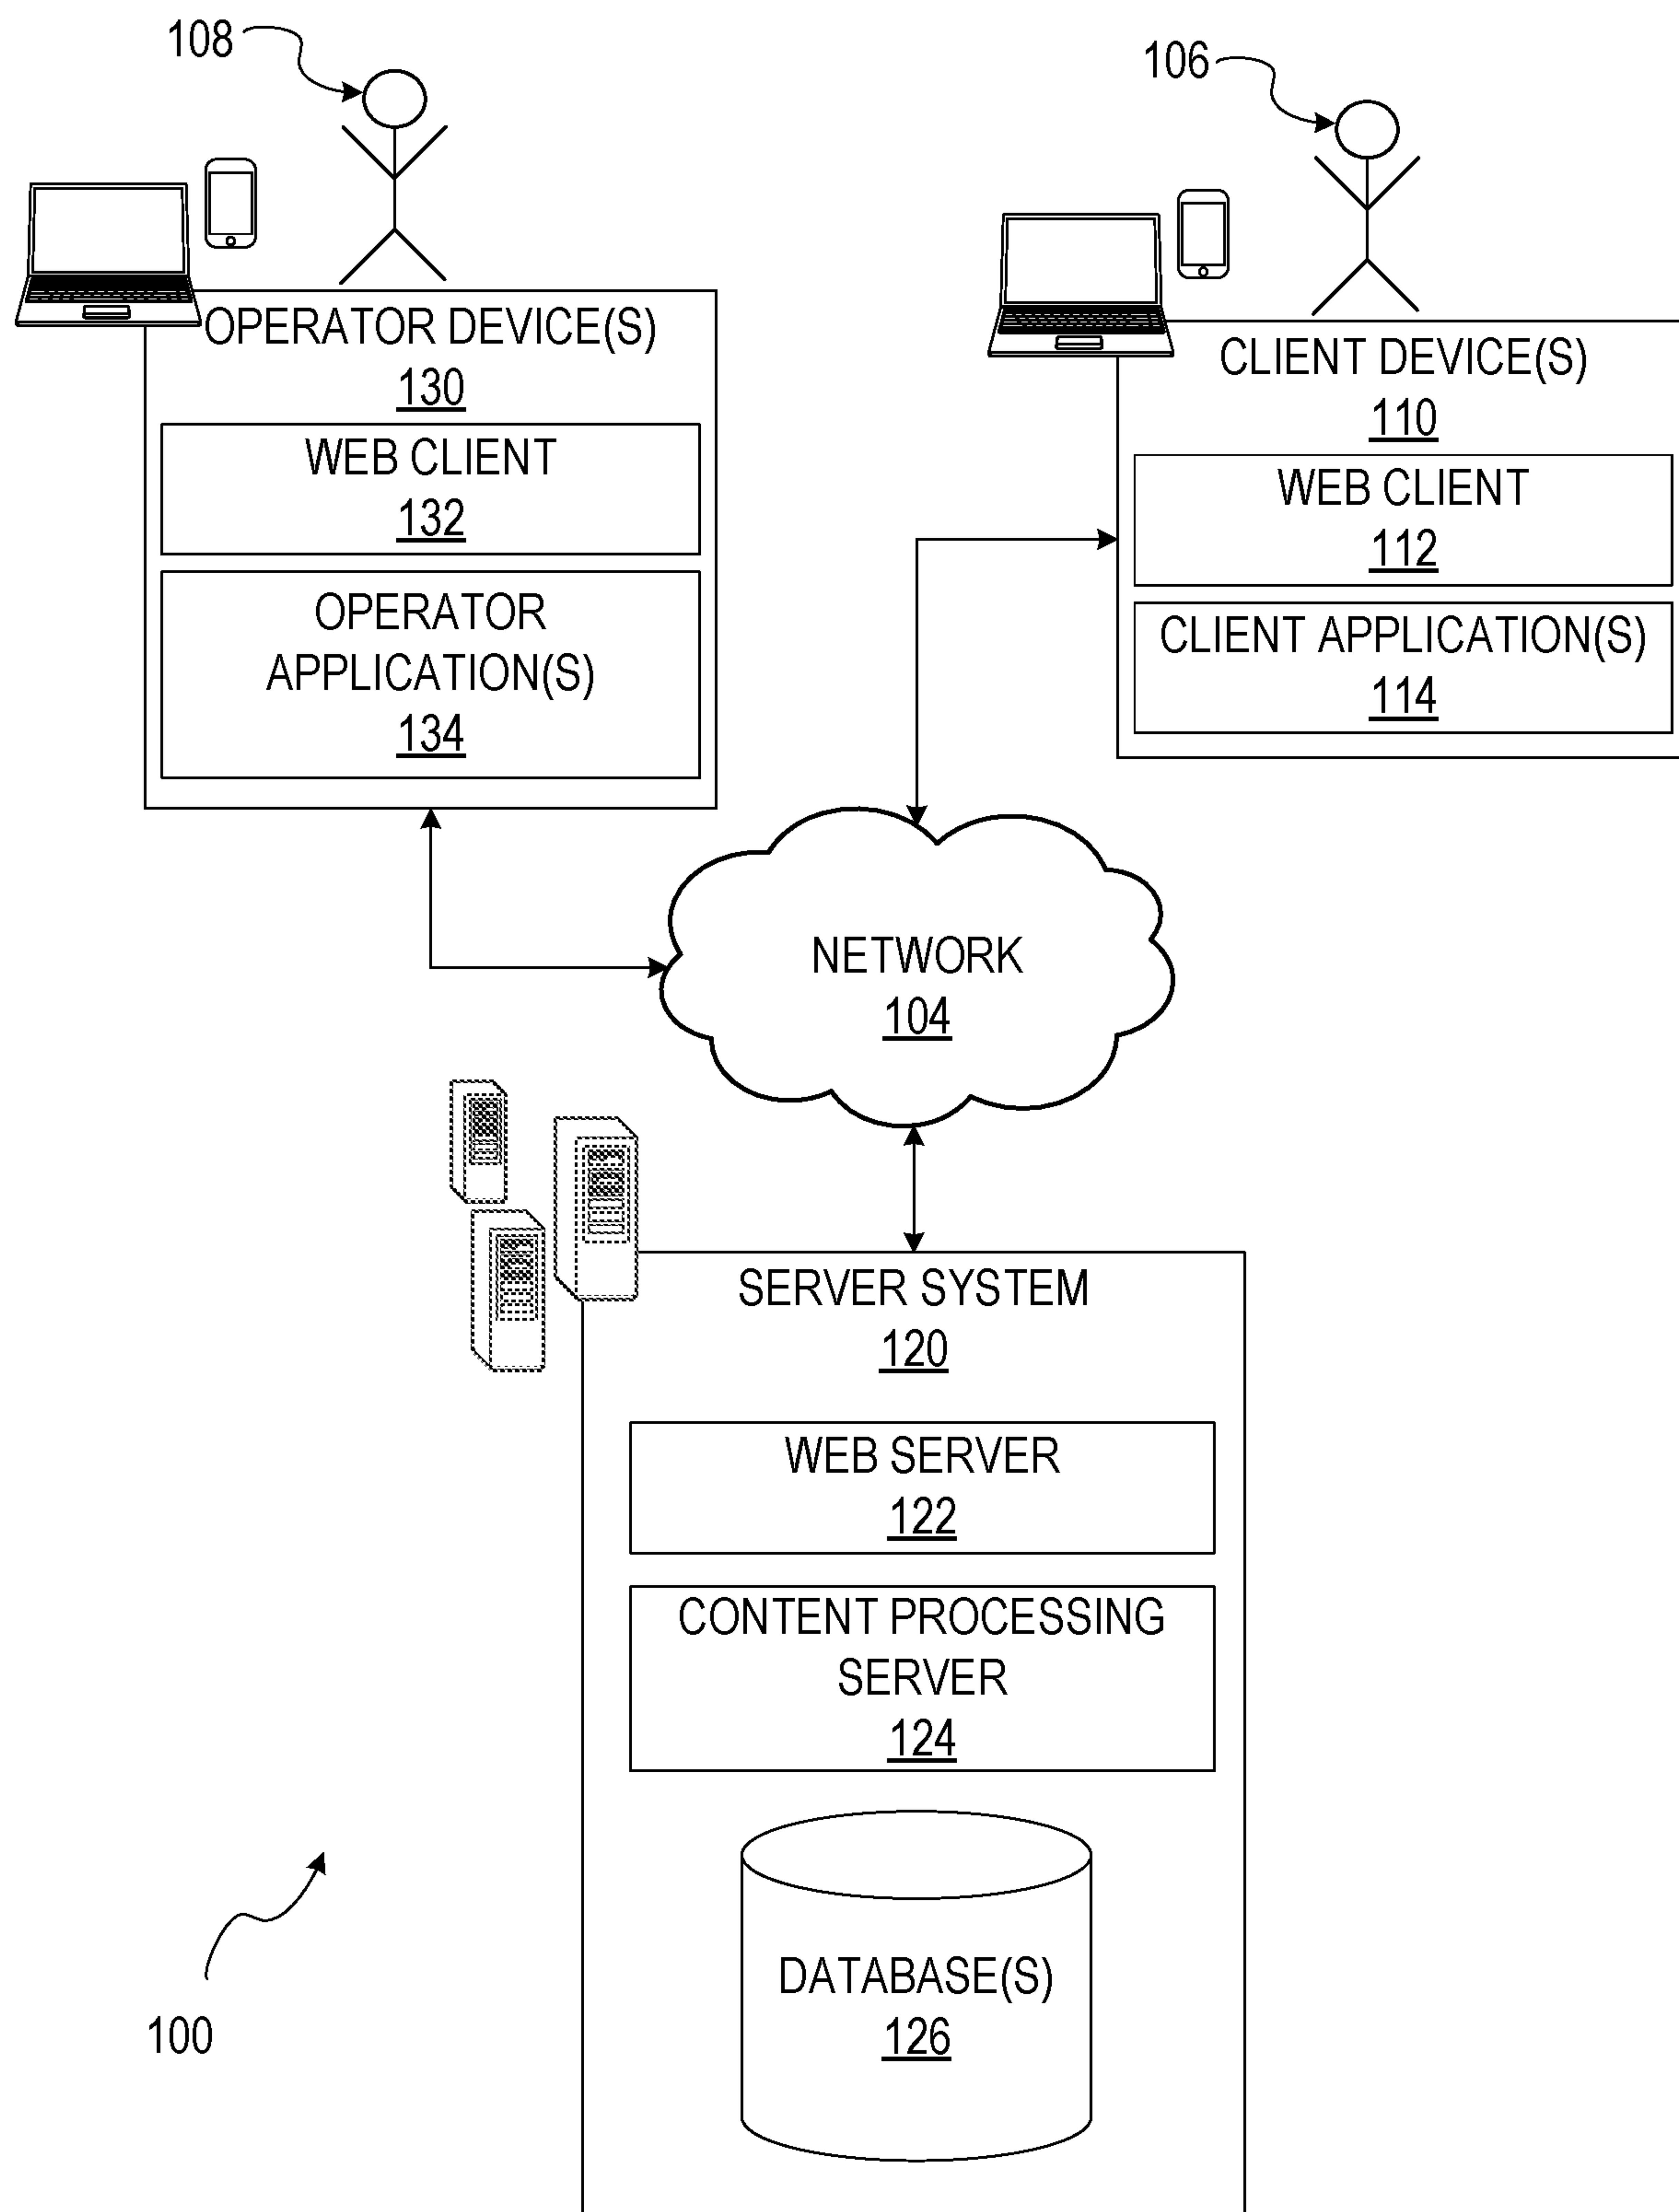 108
106
OPERATOR DEVICE(S)
130
WEB CLIENT
132
OPERATOR
APPLICATION(S)
134
CLIENT DEVICE(S)
110
WEB CLIENT
112
CLIENT APPLICATION(S)
114
NETWORK
104
SERVER SYSTEM
120
WEB SERVER
122
CONTENT PROCESSING
SERVER
124
DATABASE(S)
126
100